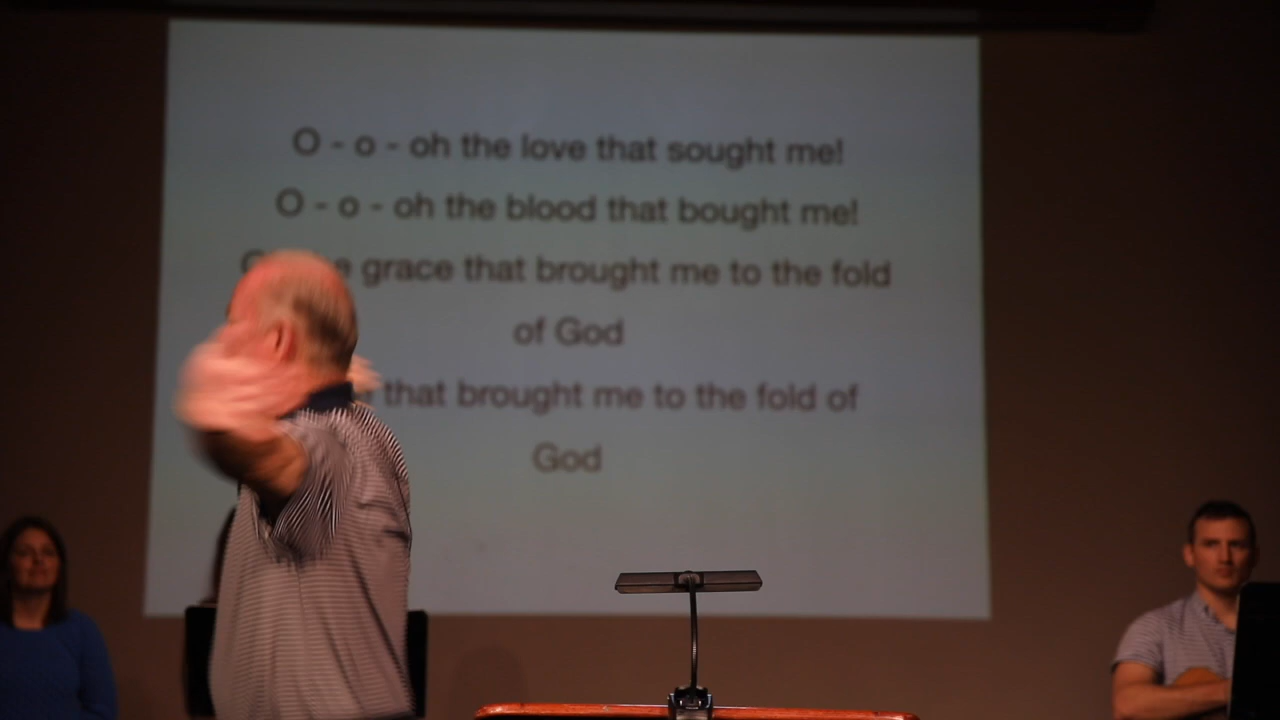 O - o - oh the love that sought me!
O - o - oh the blood that bought me!
grace that brought me to the fold
of God
that brought me to the fold of
God